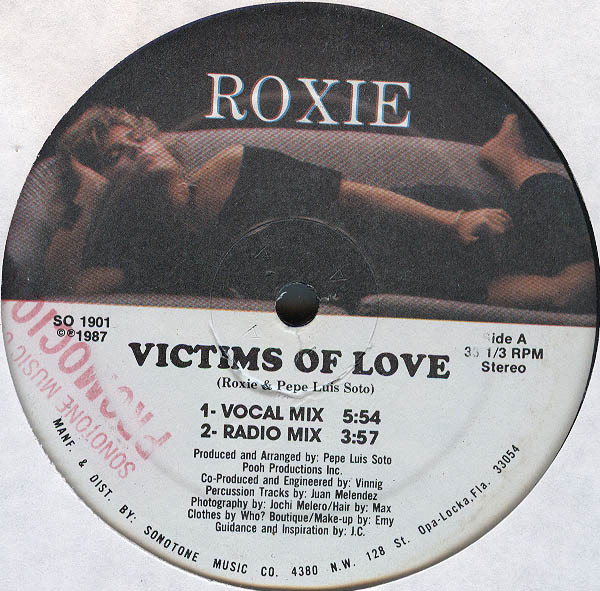 ROXIE
SO 1901
©℗1987
Side A
33 1/3 RPM
Stereo
VICTIMS OF LOVE
(Roxie & Pepe Luis Soto)
1- VOCAL MIX 5:54
2- RADIO MIX 3:57
Produced and Arranged by: Pepe Luis Soto
Pooh Productions Inc.
Co-Produced and Engineered by: Vinnig
Percussion Tracks by: Juan Melendez
Photography by: Jochi Melero/Hair by: Max
Clothes by Who? Boutique/Make-up by: Emy
Guidance and Inspiration by: J.C.
MANF. & DIST. BY: SONOTONE MUSIC CO. 4380 N.W. 128 St. Opa-Locka,Fla. 33054
SONOTONE MUSIC
PROMOCIO